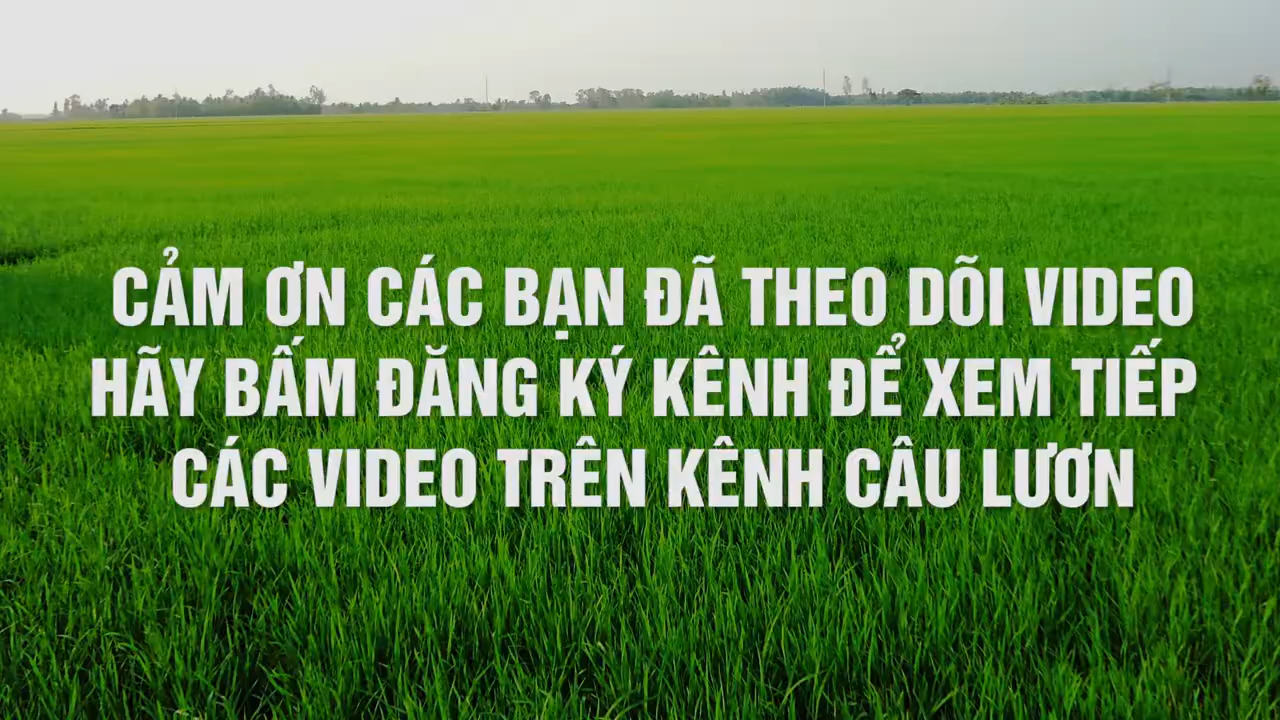 CẢM ƠN CÁC BẠN ĐÃ THEO DÕI VIDEO
HÃY BẤM ĐĂNG KÝ KÊNH ĐỂ XEM TIẾP
CÁC VIDEO TRÊN KÊNH CÂU LƯƠN